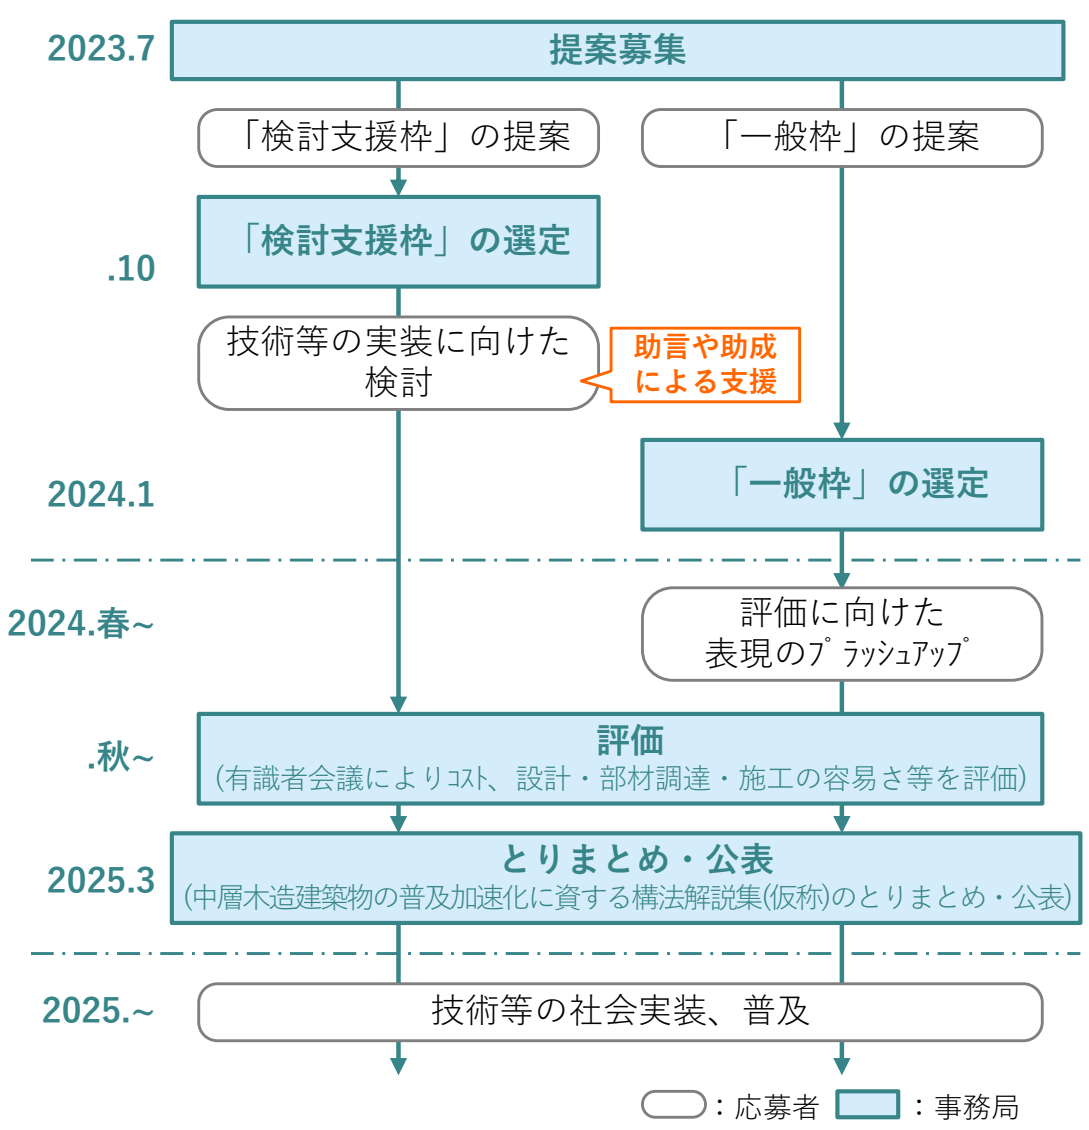 2023.7
提案募集
「検討支援枠」の提案
「一般枠」の提案
「検討支援枠」の選定
.10
技術等の実装に向けた
検討
助言や助成
による支援
「一般枠」の選定
2024.1
2024.春~
評価に向けた
表現のﾌﾞﾗｯｼｭｱｯﾌﾟ
.秋~
評価
(有識者会議によりｺｽﾄ、設計・部材調達・施工の容易さ等を評価)
2025.3
とりまとめ・公表
(中層木造建築物の普及加速化に資する構法解説集(仮称)のとりまとめ・公表)
2025.~
技術等の社会実装、普及
：応募者
：事務局